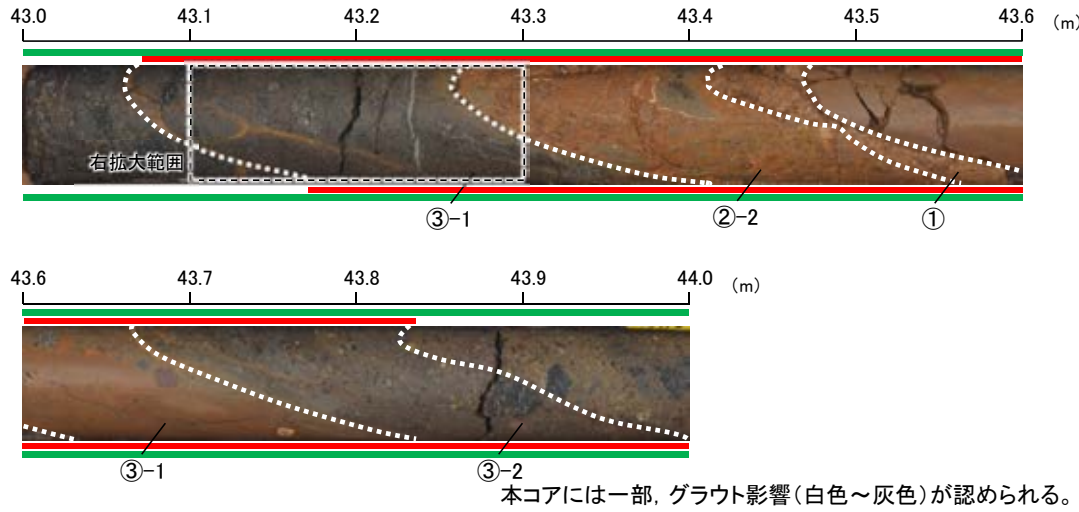 43.0 43.1 43.2 43.3 43.4 43.5 43.6 (m)
右拡大範囲
③-1 ②-2 ①
43.6 43.7 43.8 43.9 44.0 (m)
③-1 ③-2
本コアには一部，グラウト影響（白色～灰色）が認められる。